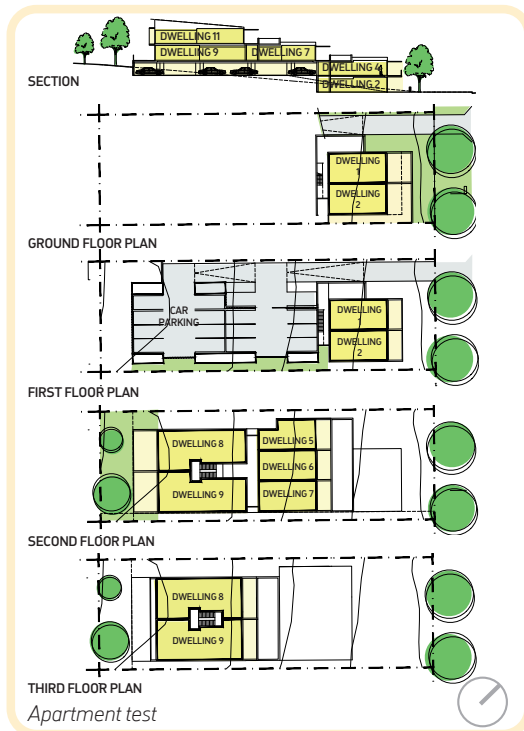 DWELLING 11
DWELLING 9 DWELLING 7
DWELLING 4
DWELLING 2
SECTION
DWELLING
1
DWELLING
2
GROUND FLOOR PLAN
CAR
PARKING
DWELLING
1
DWELLING
2
FIRST FLOOR PLAN
DWELLING 8
DWELLING 5
DWELLING 6
DWELLING 9
DWELLING 7
SECOND FLOOR PLAN
DWELLING 8
DWELLING 9
THIRD FLOOR PLAN
Apartment test